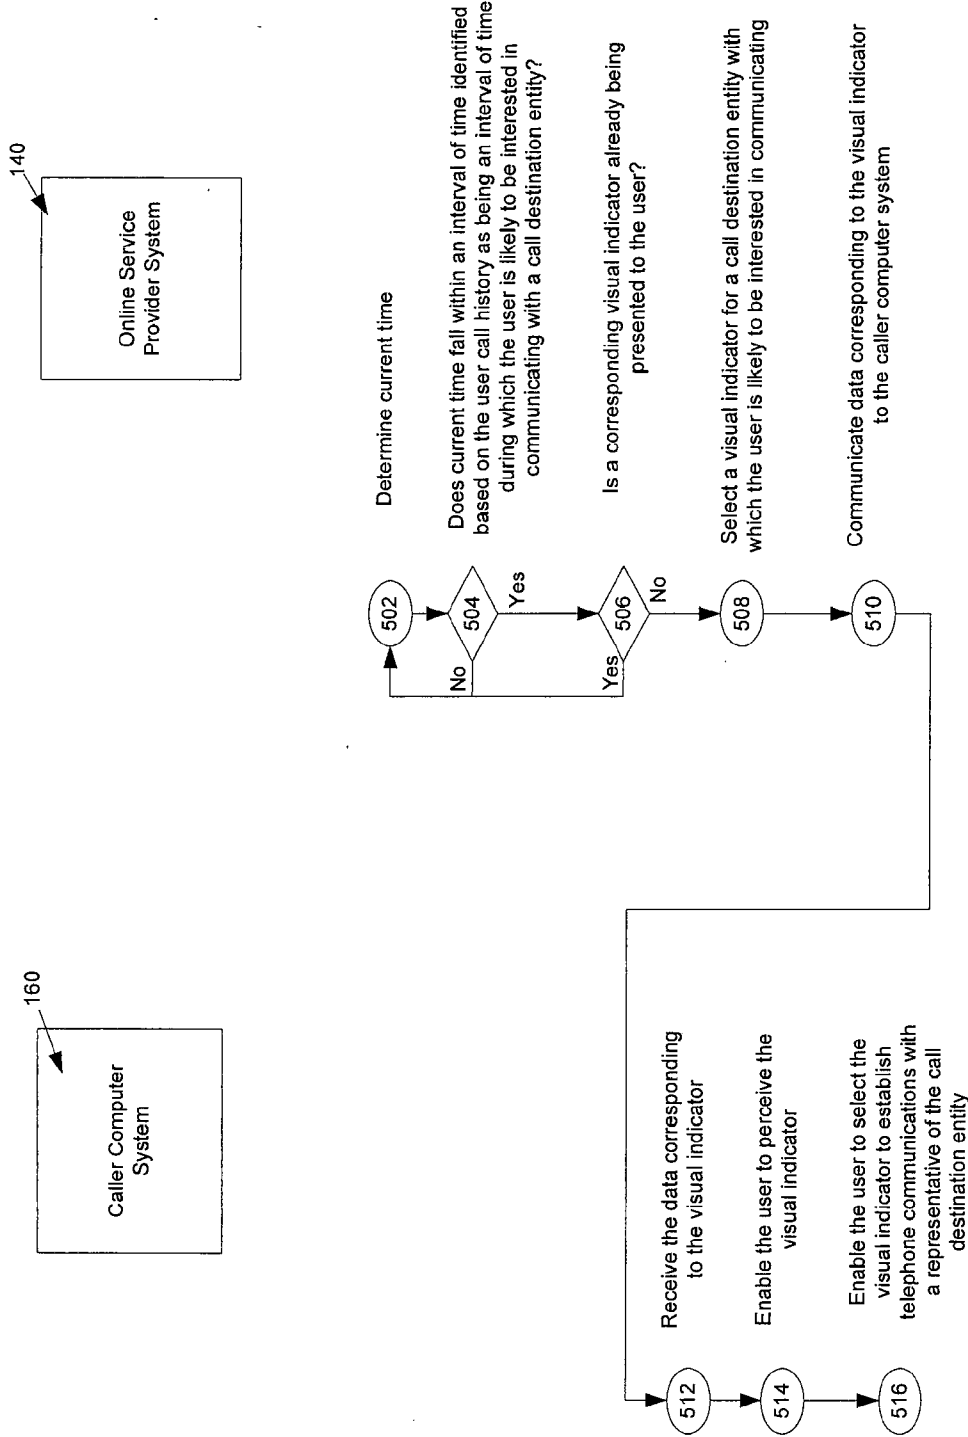 160
Caller Computer
System
140
Online Service
Provider System
502
Determine current time
504
Does current time fall within an interval of time identified
based on the user call history as being an interval of time
during which the user is likely to be interested in
communicating with a call destination entity?
No
Yes
506
Is a corresponding visual indicator already being
presented to the user?
Yes
No
508
Select a visual indicator for a call destination entity with
which the user is likely to be interested in communicating
510
Communicate data corresponding to the visual indicator
to the caller computer system
512
Receive the data corresponding
to the visual indicator
514
Enable the user to perceive the
visual indicator
516
Enable the user to select the
visual indicator to establish
telephone communications with
a representative of the call
destination entity